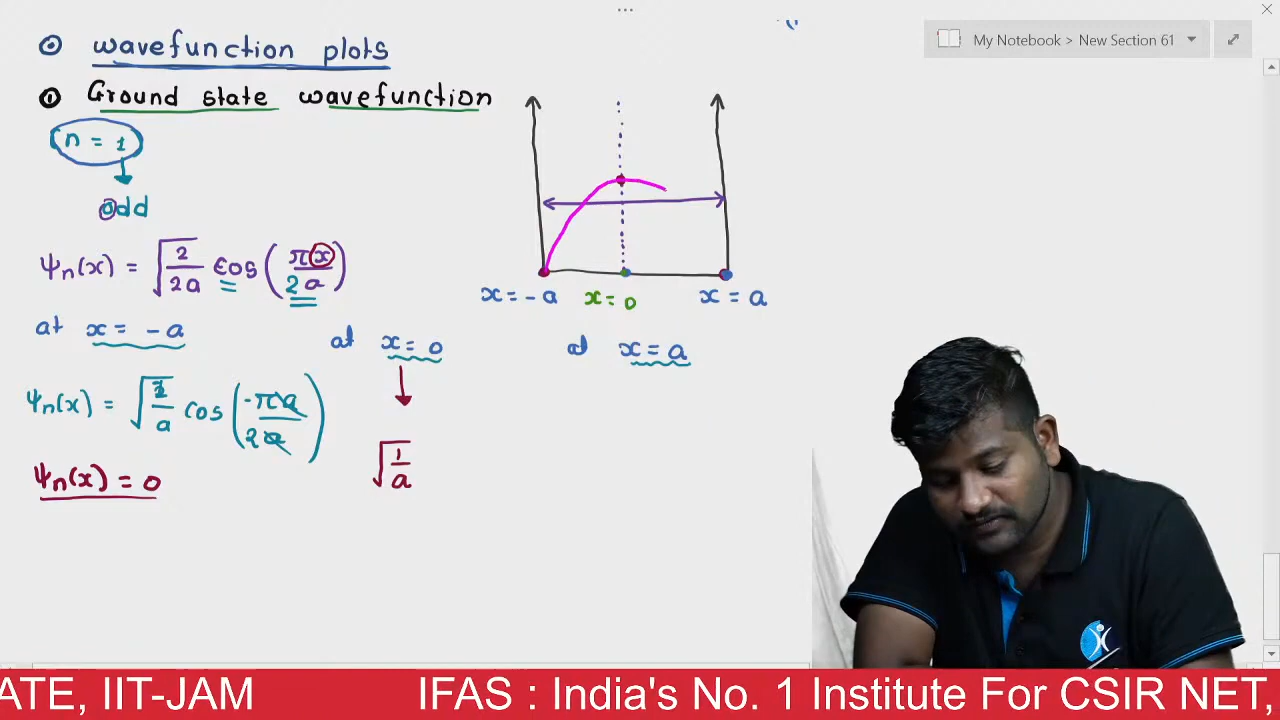 My Notebook > New Section 61
wavefunction plots
① Ground state wavefunction
n = 1
odd
ψn(x) = √(2/2a) cos(πx/2a)
x = -a x = 0 x = a
at x = -a
at x = 0
at x = a
ψn(x) = √(1/a) cos(-πa/2a)
ψn(x) = 0
√(1/a)
ATE, IIT-JAM IFAS : India's No. 1 Institute For CSIR NET,